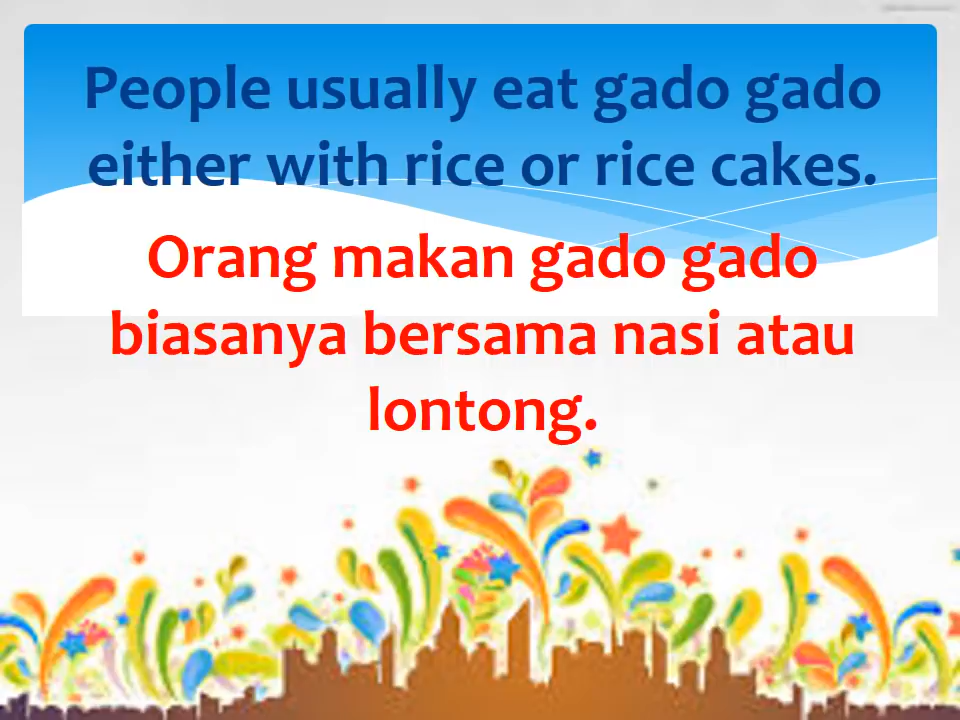 People usually eat gado gado
either with rice or rice cakes.
Orang makan gado gado
biasanya bersama nasi atau
lontong.